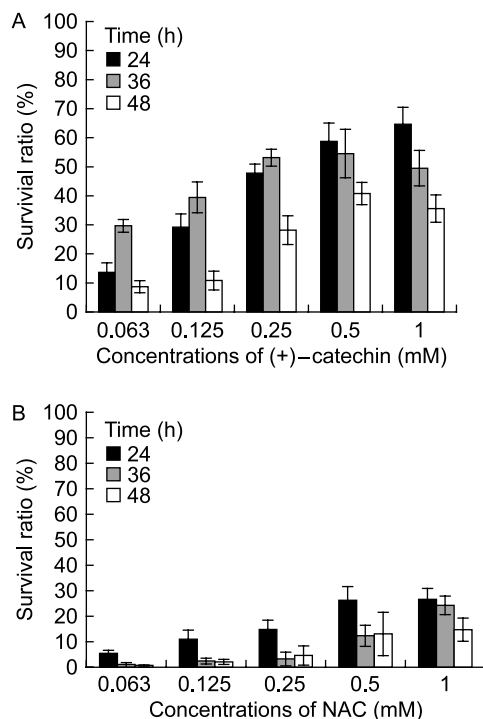 A
100
90
80
70
60
50
40
30
20
10
0
Survivial ratio (%)
Time (h)
24
36
48
0.063 0.125 0.25 0.5 1
Concentrations of (+)−catechin (mM)
B
100
90
80
70
60
50
40
30
20
10
0
Survival ratio (%)
Time (h)
24
36
48
0.063 0.125 0.25 0.5 1
Concentrations of NAC (mM)